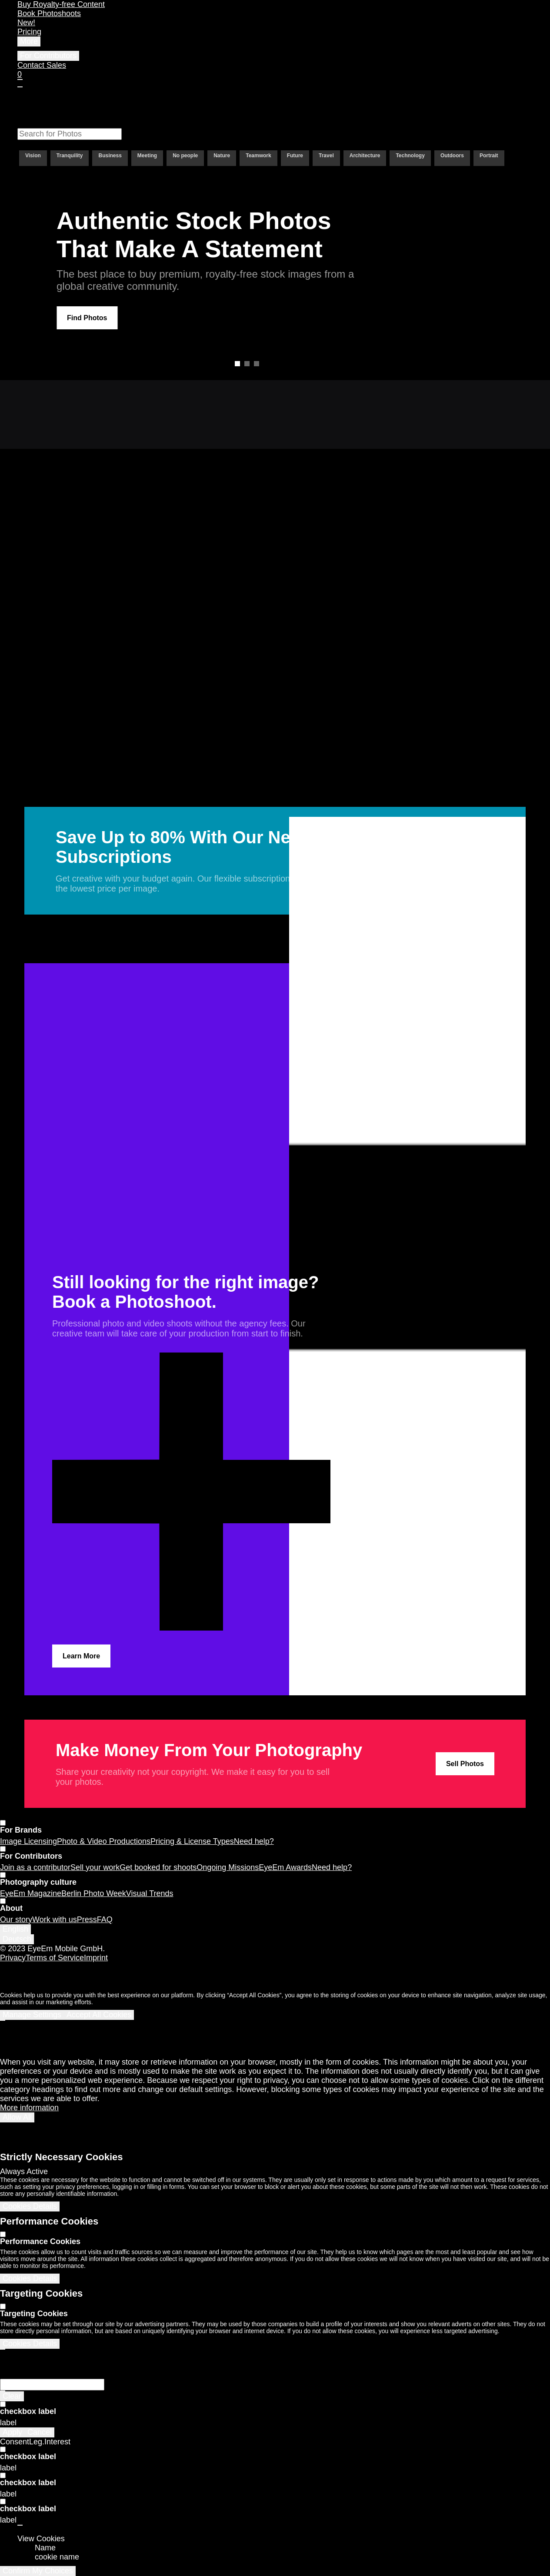 Buy Royalty-free Content
Book Photoshoots
New!
Pricing
Contact Sales
0
Search for Photos
Vision
Tranquility
Business
Meeting
No people
Nature
Teamwork
Future
Travel
Architecture
Technology
Outdoors
Portrait
Authentic Stock Photos
That Make A Statement
The best place to buy premium, royalty-free stock images from a
global creative community.
Find Photos
Save Up to 80% With Our Ne
Subscriptions
Get creative with your budget again. Our flexible subscription
the lowest price per image.
Still looking for the right image?
Book a Photoshoot.
Professional photo and video shoots without the agency fees. Our
creative team will take care of your production from start to finish.
Learn More
Make Money From Your Photography
Share your creativity not your copyright. We make it easy for you to sell
your photos.
Sell Photos
For Brands
Image LicensingPhoto & Video ProductionsPricing & License TypesNeed help?
For Contributors
Join as a contributorSell your workGet booked for shootsOngoing MissionsEyeEm AwardsNeed help?
Photography culture
EyeEm MagazineBerlin Photo WeekVisual Trends
About
Our storyWork with usPressFAQ
© 2023 EyeEm Mobile GmbH.
PrivacyTerms of ServiceImprint
Cookies help us to provide you with the best experience on our platform. By clicking “Accept All Cookies”, you agree to the storing of cookies on your device to enhance site navigation, analyze site usage,
and assist in our marketing efforts.
When you visit any website, it may store or retrieve information on your browser, mostly in the form of cookies. This information might be about you, your
preferences or your device and is mostly used to make the site work as you expect it to. The information does not usually directly identify you, but it can give
you a more personalized web experience. Because we respect your right to privacy, you can choose not to allow some types of cookies. Click on the different
category headings to find out more and change our default settings. However, blocking some types of cookies may impact your experience of the site and the
services we are able to offer.
More information
Strictly Necessary Cookies
Always Active
These cookies are necessary for the website to function and cannot be switched off in our systems. They are usually only set in response to actions made by you which amount to a request for services,
such as setting your privacy preferences, logging in or filling in forms. You can set your browser to block or alert you about these cookies, but some parts of the site will not then work. These cookies do not
store any personally identifiable information.
Performance Cookies
Performance Cookies
These cookies allow us to count visits and traffic sources so we can measure and improve the performance of our site. They help us to know which pages are the most and least popular and see how
visitors move around the site. All information these cookies collect is aggregated and therefore anonymous. If you do not allow these cookies we will not know when you have visited our site, and will not be
able to monitor its performance.
Targeting Cookies
Targeting Cookies
These cookies may be set through our site by our advertising partners. They may be used by those companies to build a profile of your interests and show you relevant adverts on other sites. They do not
store directly personal information, but are based on uniquely identifying your browser and internet device. If you do not allow these cookies, you will experience less targeted advertising.
checkbox label
label
ConsentLeg.Interest
checkbox label
label
checkbox label
label
checkbox label
label
View Cookies
Name
cookie name